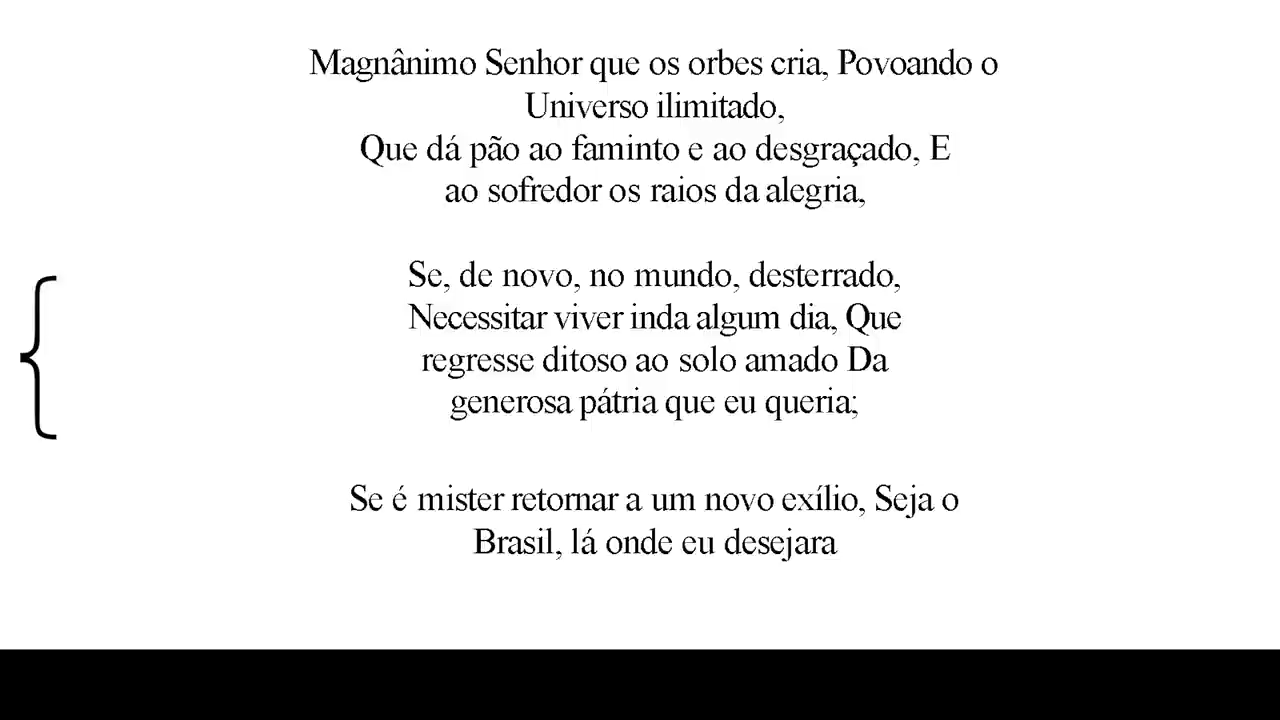 Magnânimo Senhor que os orbes cria, Povoando o
Universo ilimitado,
Que dá pão ao faminto e ao desgraçado, E
ao sofredor os raios da alegria,
Se, de novo, no mundo, desterrado,
Necessitar viver inda algum dia, Que
regresse ditoso ao solo amado Da
generosa pátria que eu queria;
Se é mister retornar a um novo exílio, Seja o
Brasil, lá onde eu desejara